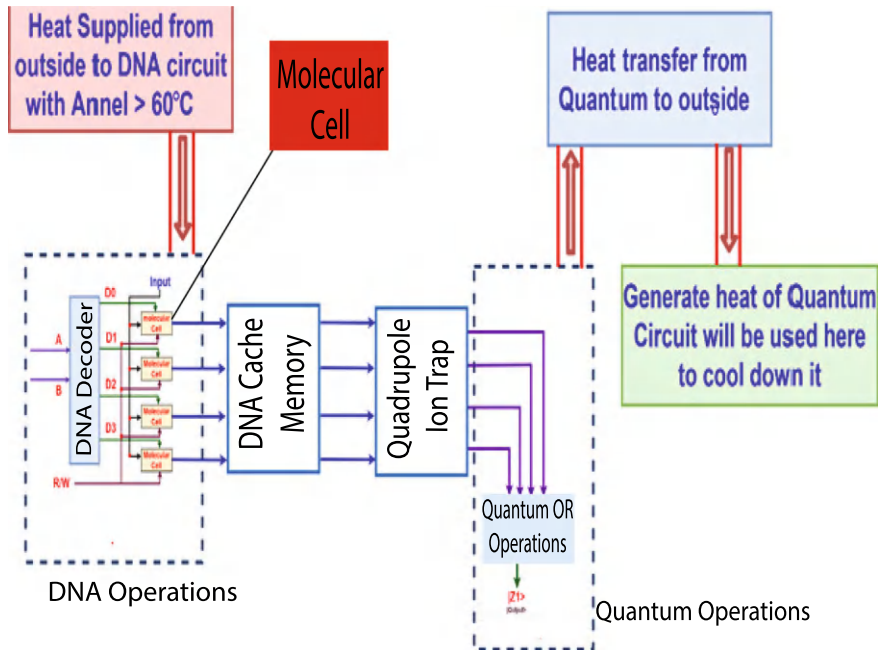 Heat Supplied from
outside to DNA circuit
with Annel > 60°C
Molecular
Cell
Heat transfer from
Quantum to outside
Generate heat of Quantum
Circuit will be used here
to cool down it
Input
D0
molecular
Cell
A
D1
Molecular
Cell
B
D2
Molecular
Cell
D3
Molecular
Cell
R/W
DNA Decoder
DNA Cache
Memory
Quadrupole
Ion Trap
Quantum OR
Operations
|Z1>
|Output>
DNA Operations
Quantum Operations